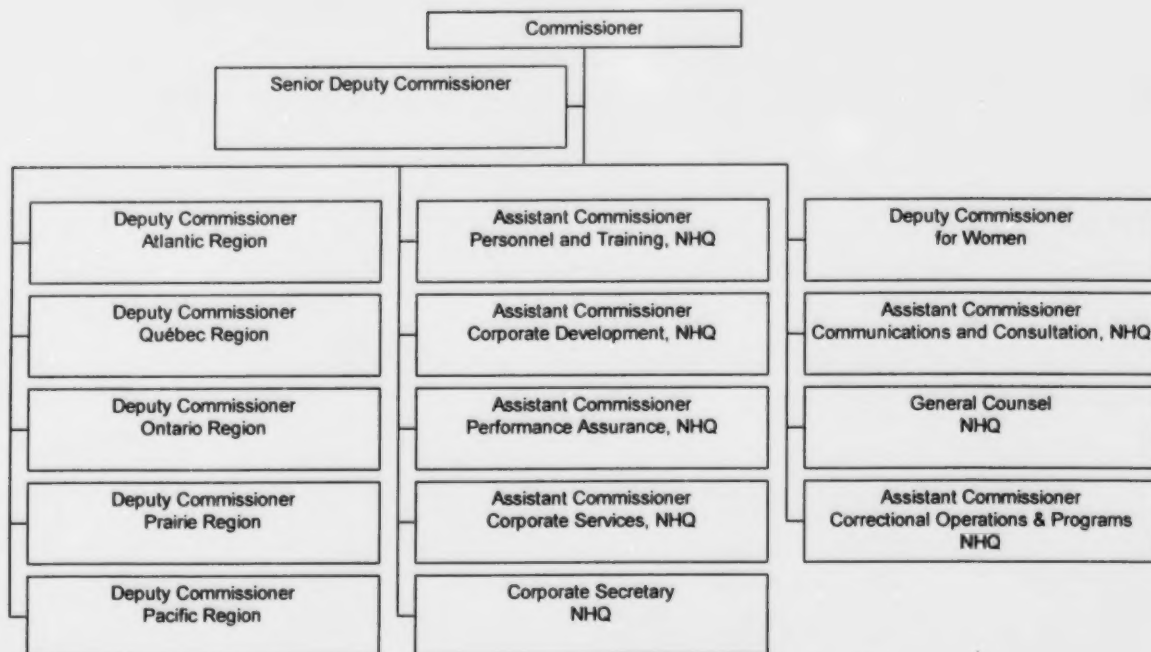 Commissioner
Senior Deputy Commissioner
Deputy Commissioner
Atlantic Region
Deputy Commissioner
Québec Region
Deputy Commissioner
Ontario Region
Deputy Commissioner
Prairie Region
Deputy Commissioner
Pacific Region
Assistant Commissioner
Personnel and Training, NHQ
Assistant Commissioner
Corporate Development, NHQ
Assistant Commissioner
Performance Assurance, NHQ
Assistant Commissioner
Corporate Services, NHQ
Corporate Secretary
NHQ
Deputy Commissioner
for Women
Assistant Commissioner
Communications and Consultation, NHQ
General Counsel
NHQ
Assistant Commissioner
Correctional Operations & Programs
NHQ